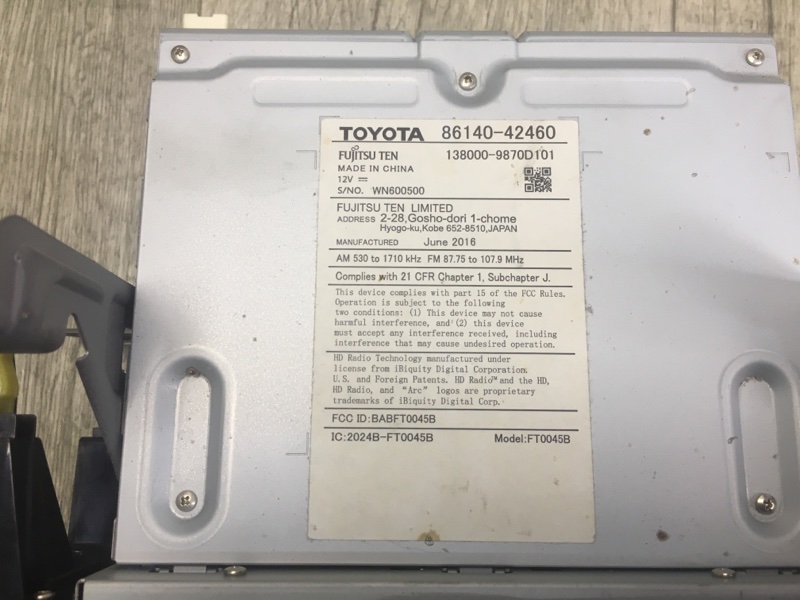 TOYOTA 86140-42460
FUJITSU TEN 138000-9870D101
MADE IN CHINA
12V
S/NO. WN600500
FUJITSU TEN LIMITED
ADDRESS 2-28,Gosho-dori 1-chome
Hyogo-ku,Kobe 652-8510,JAPAN
MANUFACTURED June 2016
AM 530 to 1710 kHz FM 87.75 to 107.9 MHz
Complies with 21 CFR Chapter 1, Subchapter J.
This device complies with part 15 of the FCC Rules.
Operation is subject to the following
two conditions: (1) This device may not cause
harmful interference, and (2) this device
must accept any interference received, including
interference that may cause undesired operation.
HD Radio Technology manufactured under
license from iBiquity Digital Corporation.
U.S. and Foreign Patents. HD Radio™ and the HD,
HD Radio, and "Arc" logos are proprietary
trademarks of iBiquity Digital Corp.
FCC ID:BABFT0045B
IC:2024B-FT0045B Model:FT0045B